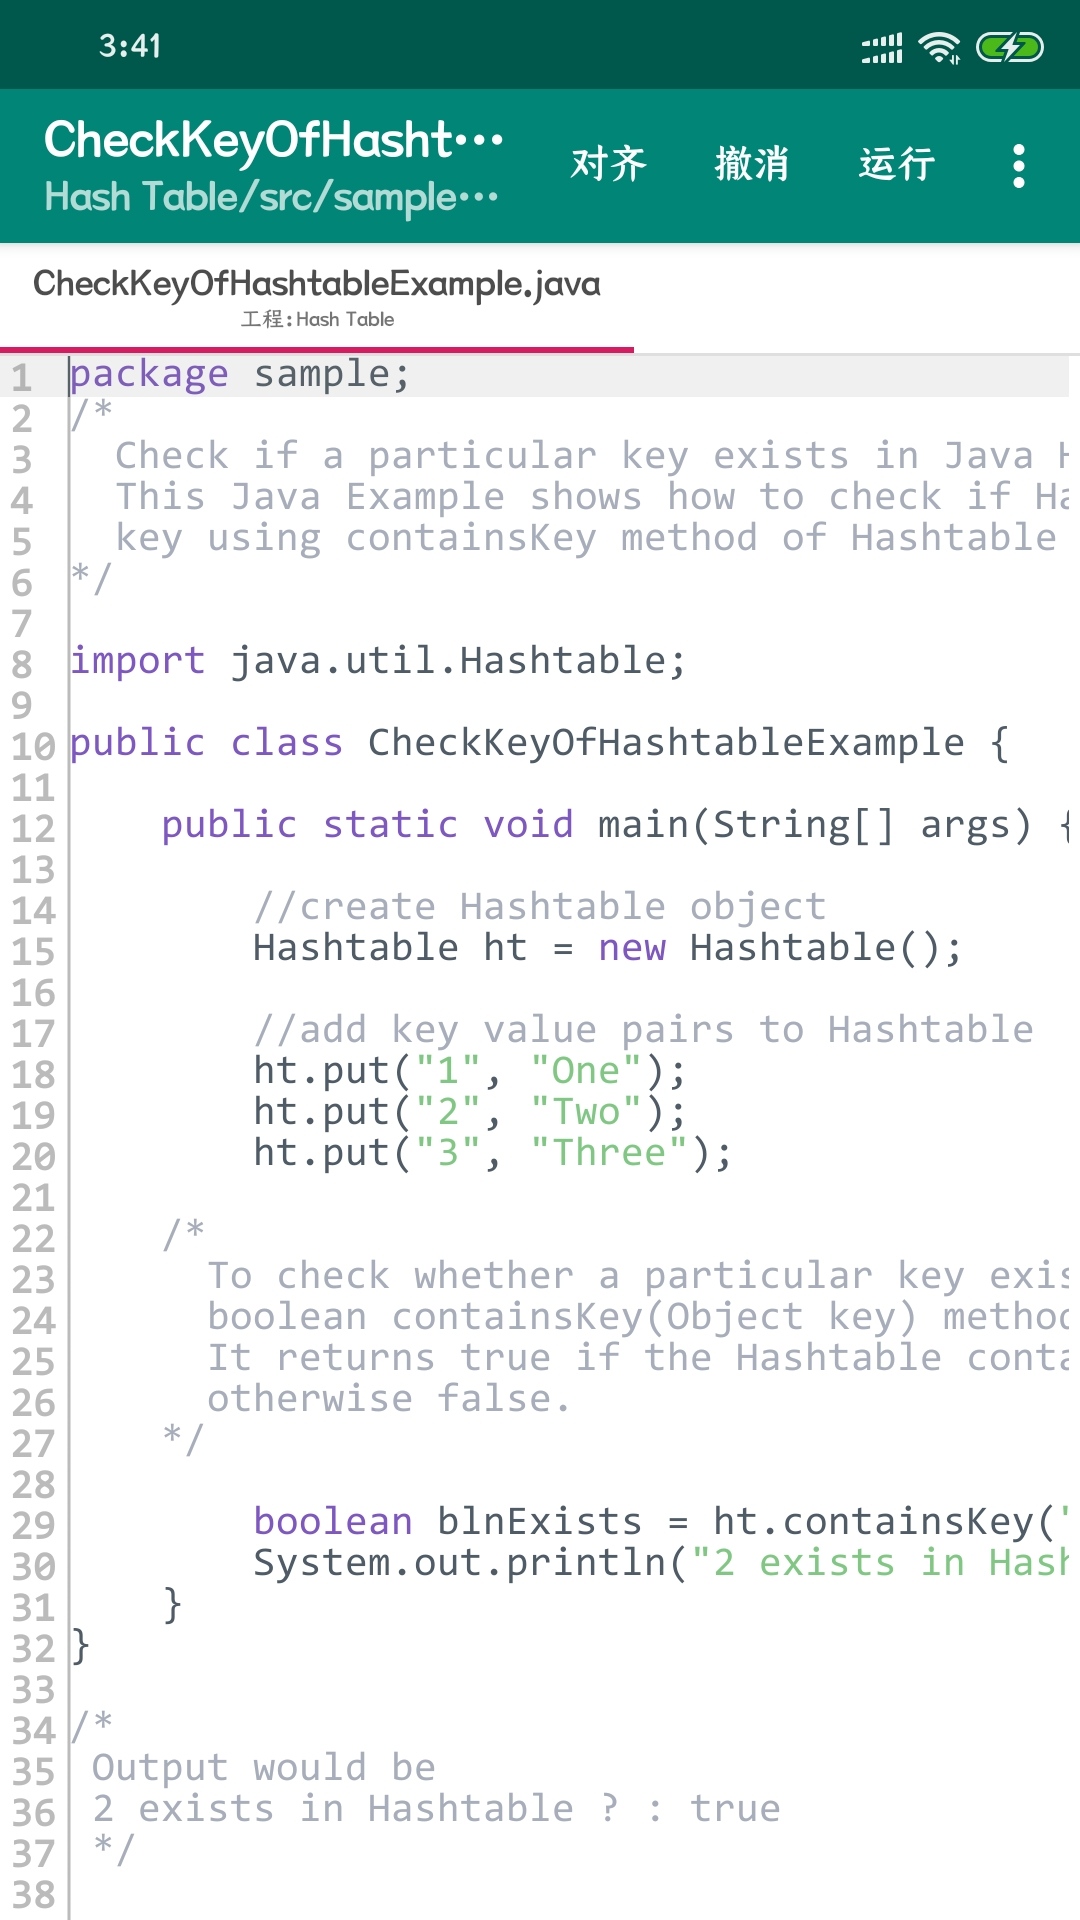 3:41
CheckKeyOfHasht...
Hash Table/src/sample...
对齐 撤消 运行
CheckKeyOfHashtableExample.java
工程:Hash Table
1 package sample;
2 /*
3 Check if a particular key exists in Java H
4 This Java Example shows how to check if Ha
5 key using containsKey method of Hashtable
6 */
7
8 import java.util.Hashtable;
9
10 public class CheckKeyOfHashtableExample {
11
12 public static void main(String[] args) {
13
14 //create Hashtable object
15 Hashtable ht = new Hashtable();
16
17 //add key value pairs to Hashtable
18 ht.put("1", "One");
19 ht.put("2", "Two");
20 ht.put("3", "Three");
21
22 /*
23 To check whether a particular key exis
24 boolean containsKey(Object key) method
25 It returns true if the Hashtable conta
26 otherwise false.
27 */
28
29 boolean blnExists = ht.containsKey("
30 System.out.println("2 exists in Hash
31 }
32 }
33
34 /*
35 Output would be
36 2 exists in Hashtable ? : true
37 */
38